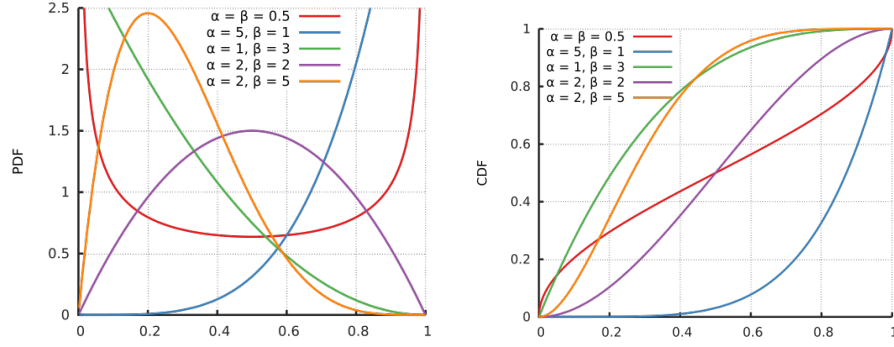 2.5
α = β = 0.5
α = 5, β = 1
α = 1, β = 3
α = 2, β = 2
α = 2, β = 5
2
1.5
1
0.5
0
PDF
0 0.2 0.4 0.6 0.8 1
1
α = β = 0.5
α = 5, β = 1
α = 1, β = 3
α = 2, β = 2
α = 2, β = 5
0.8
0.6
0.4
0.2
0
CDF
0 0.2 0.4 0.6 0.8 1